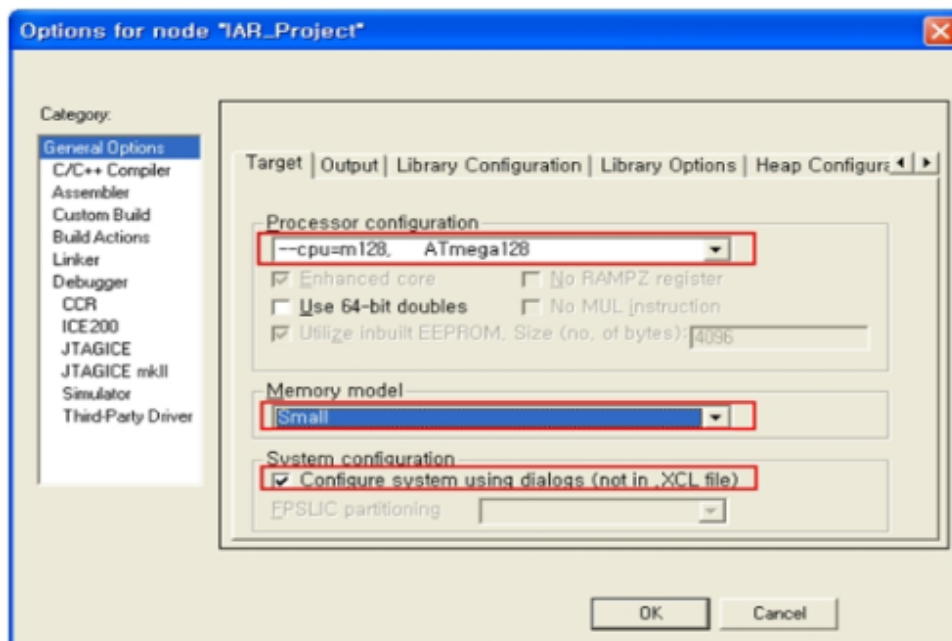 Options for node "IAR_Project"
Category:
General Options
C/C++ Compiler
Assembler
Custom Build
Build Actions
Linker
Debugger
CCR
ICE200
JTAGICE
JTAGICE mkII
Simulator
Third-Party Driver
Target | Output | Library Configuration | Library Options | Heap Configura
Processor configuration
--cpu=m128, ATmega128
Enhanced core No RAMPZ register
Use 64-bit doubles No MUL instruction
Utilize inbuilt EEPROM, Size (no, of bytes): 4096
Memory model
Small
System configuration
Configure system using dialogs (not in .XCL file)
FPSLIC partitioning
OK Cancel